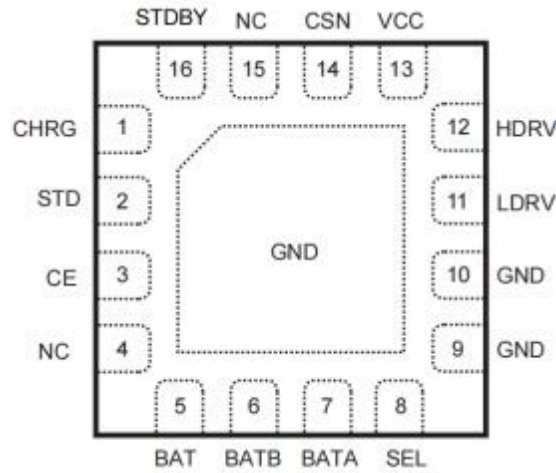 STDBY NC CSN VCC
16 15 14 13
CHRG 1 12 HDRV
STD 2 11 LDRV
GND
CE 3 10 GND
NC 4 9 GND
5 6 7 8
BAT BATB BATA SEL